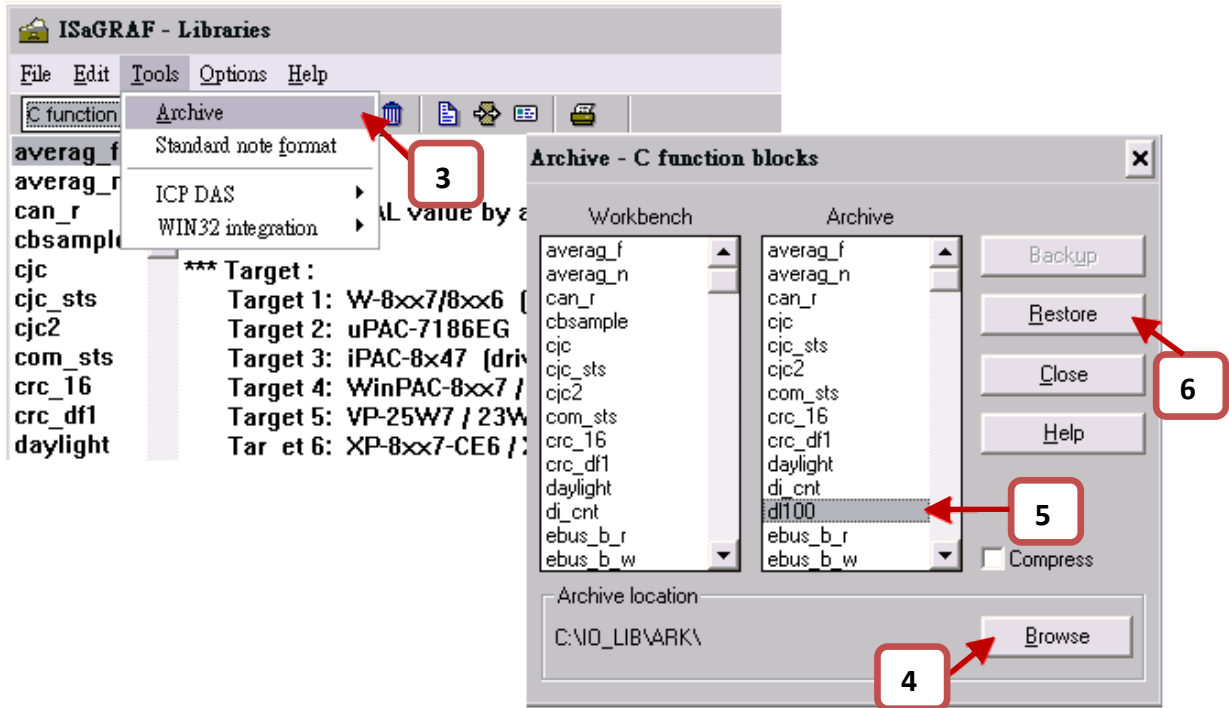 ISaGRAF - Libraries
File Edit Tools Options Help
C function
Archive
Standard note format
ICP DAS
WIN32 integration
3
averag_f
averag_n
can_r
cbsample
cjc
cjc_sts
cjc2
com_sts
crc_16
crc_df1
daylight
AL value by a
*** Target :
Target 1: W-8xx7/8xx6 (
Target 2: uPAC-7186EG
Target 3: iPAC-8x47 (driv
Target 4: WinPAC-8xx7 /
Target 5: VP-25W7 / 23W
Tar et 6: XP-8xx7-CE6 /
Archive - C function blocks
Workbench
averag_f
averag_n
can_r
cbsample
cjc
cjc_sts
cjc2
com_sts
crc_16
crc_df1
daylight
di_cnt
ebus_b_r
ebus_b_w
Archive
averag_f
averag_n
can_r
cjc
cjc_sts
cjc2
com_sts
crc_16
crc_df1
daylight
di_cnt
dl100
ebus_b_r
ebus_b_w
Backup
Restore
Close
Help
6
5
Compress
Archive location
C:\IO_LIB\ARK\
Browse
4